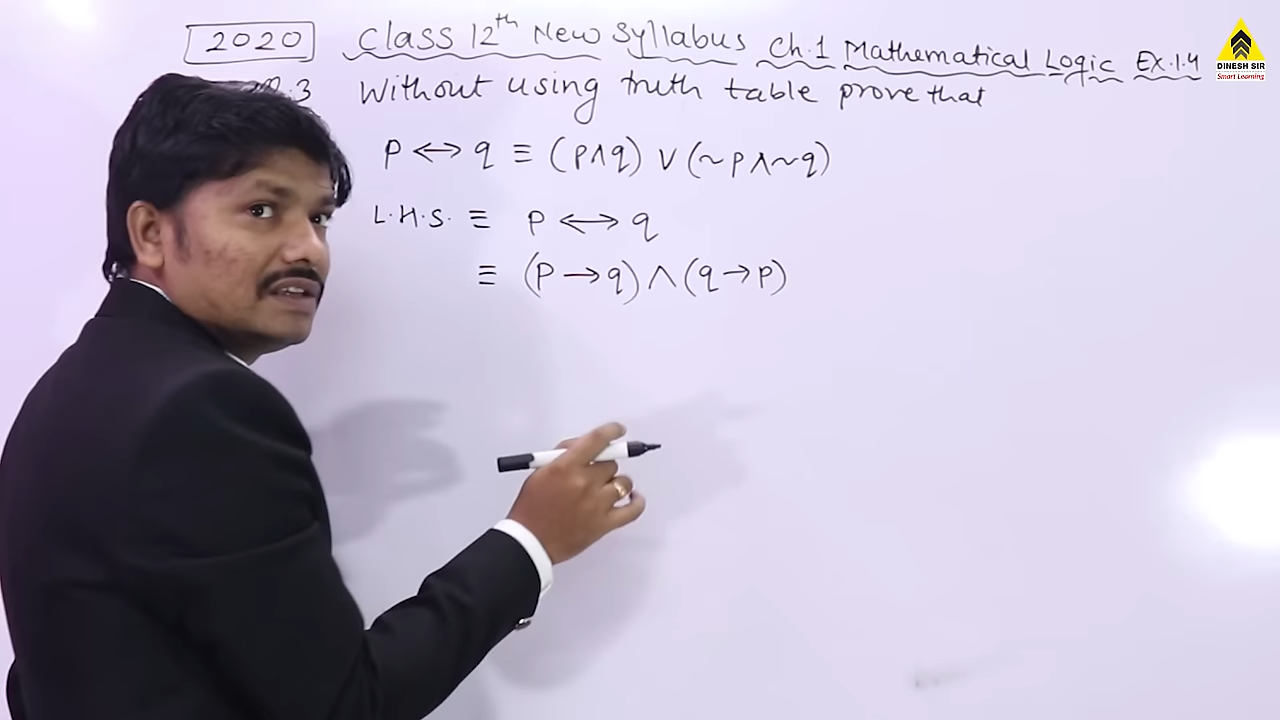 2020 Class 12th New Syllabus Ch.1 Mathematical Logic Ex.1.4
.3 Without using truth table prove that
p ↔ q ≡ (p∧q) ∨ (~p∧~q)
L.H.S. ≡ p ↔ q
≡ (p → q) ∧ (q → p)
DINESH SIR
Smart Learning